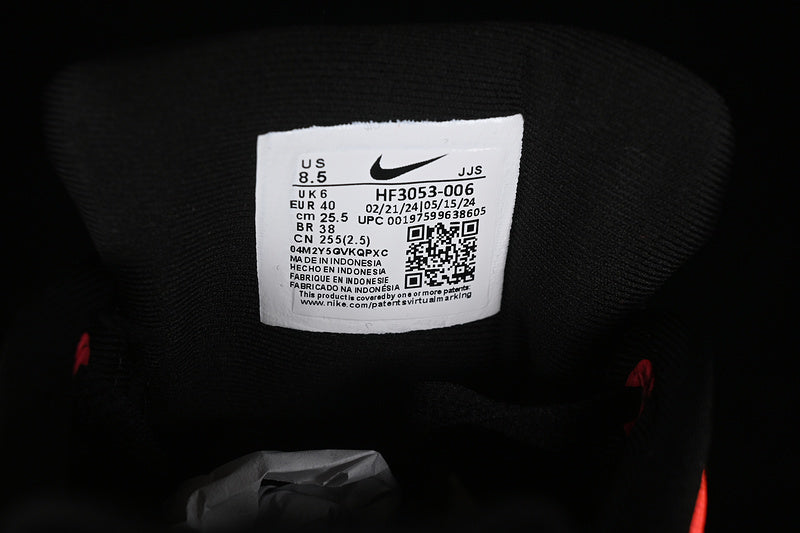 US
8.5
JJS
UK 6
HF3053-006
EUR 40
02/21/24|05/15/24
cm 25.5
UPC 00197599638605
BR 38
CN 255(2.5)
04M2Y5GVKQPXC
MADE IN INDONESIA
HECHO EN INDONESIA
FABRIQUE EN INDONESIE
FABRICADO NA INDONÉSIA
This product is covered by one or more patents:
www.nike.com/patentsvirtualmarking